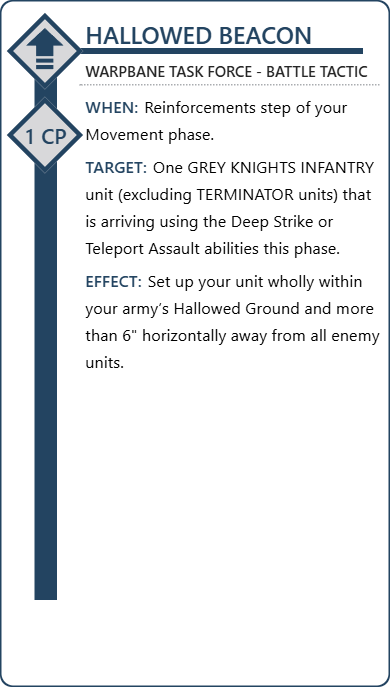 HALLOWED BEACON
WARPBANE TASK FORCE - BATTLE TACTIC
WHEN: Reinforcements step of your
1 CP
Movement phase.
TARGET: One GREY KNIGHTS INFANTRY
unit (excluding TERMINATOR units) that
is arriving using the Deep Strike or
Teleport Assault abilities this phase.
EFFECT: Set up your unit wholly within
your army’s Hallowed Ground and more
than 6" horizontally away from all enemy
units.